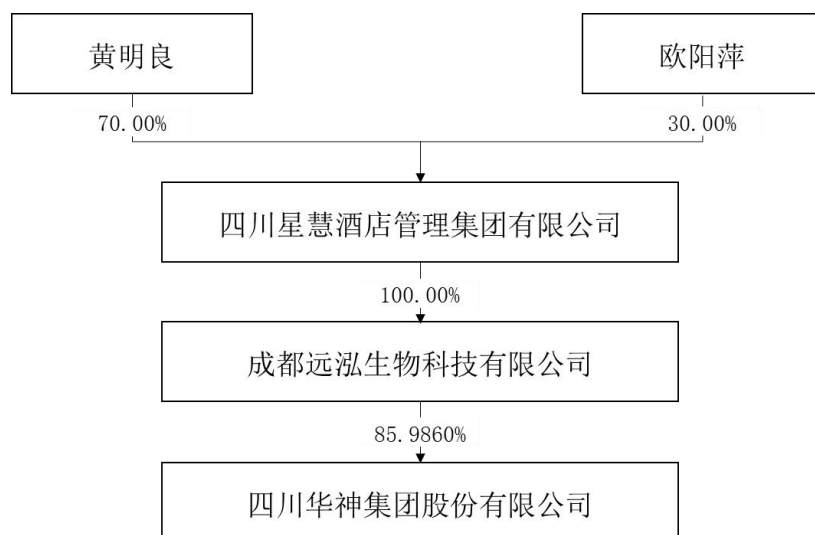 黄明良
欧阳萍
70.00%
30.00%
四川星慧酒店管理集团有限公司
100.00%
成都远泓生物科技有限公司
85.9860%
四川华神集团股份有限公司